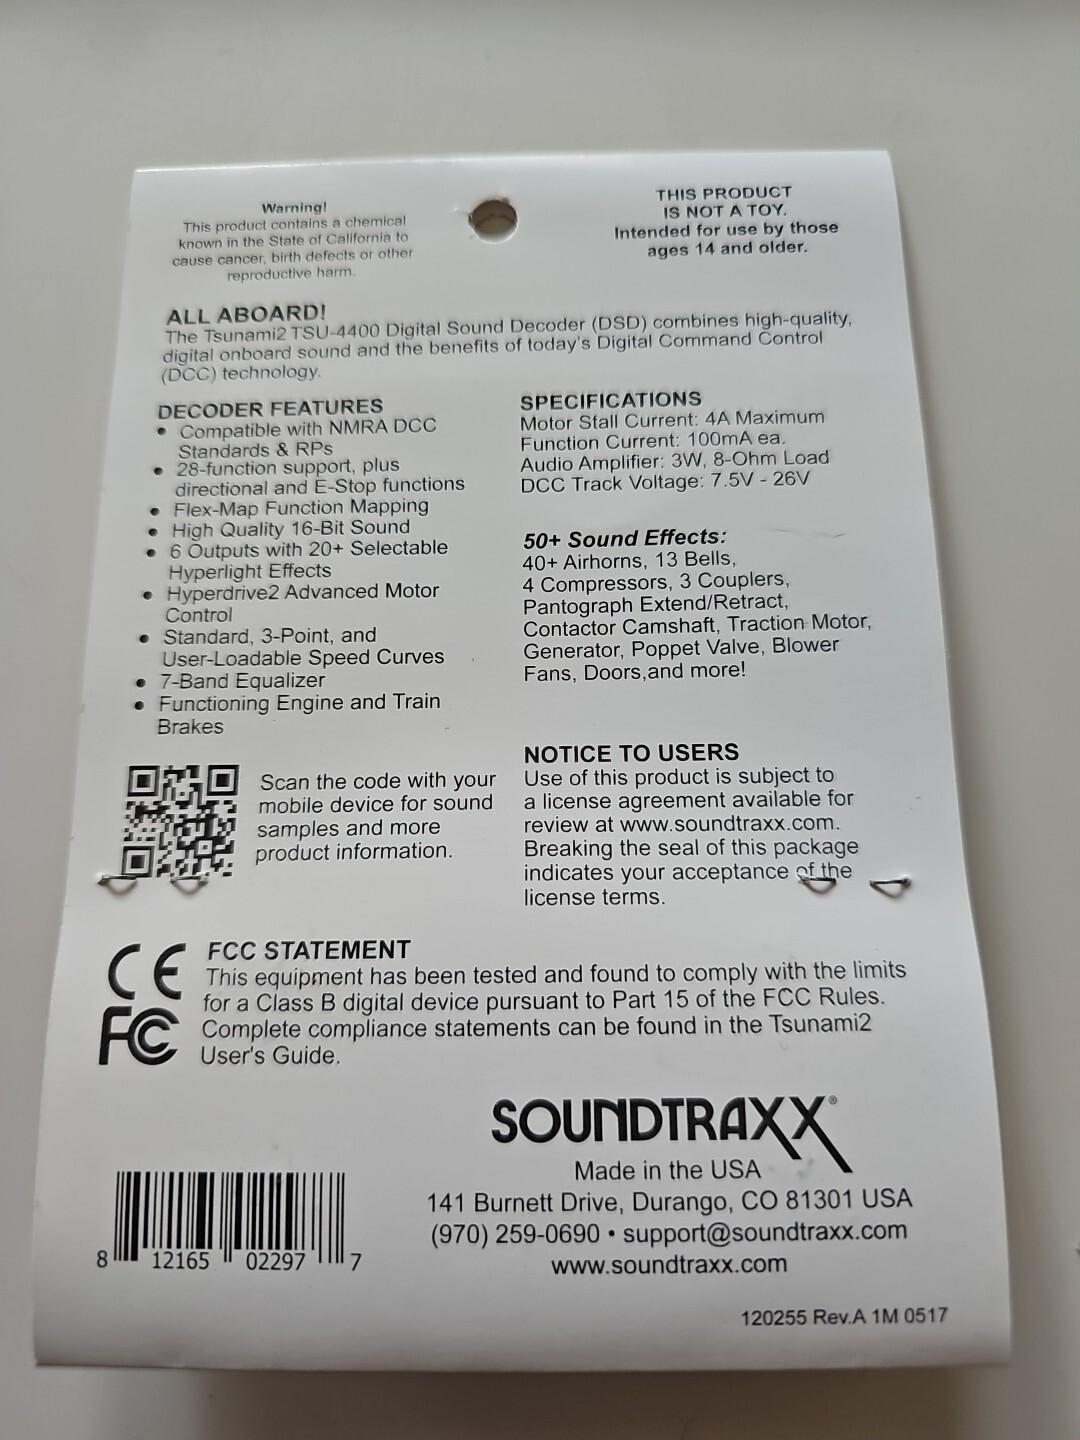 Warning!
This product contains a chemical
known in the State of California to
cause cancer, birth defects or other
reproductive harm.
THIS PRODUCT
IS NOT A TOY.
Intended for use by those
ages 14 and older.
ALL ABOARD!
The Tsunami2 TSU-4400 Digital Sound Decoder (DSD) combines high-quality,
digital onboard sound and the benefits of today's Digital Command Control
(DCC) technology.
DECODER FEATURES
• Compatible with NMRA DCC
Standards & RPs
• 28-function support, plus
directional and E-Stop functions
• Flex-Map Function Mapping
• High Quality 16-Bit Sound
• 6 Outputs with 20+ Selectable
Hyperlight Effects
• Hyperdrive2 Advanced Motor
Control
• Standard, 3-Point, and
User-Loadable Speed Curves
• 7-Band Equalizer
• Functioning Engine and Train
Brakes
SPECIFICATIONS
Motor Stall Current: 4A Maximum
Function Current: 100mA ea.
Audio Amplifier: 3W, 8-Ohm Load
DCC Track Voltage: 7.5V - 26V
50+ Sound Effects:
40+ Airhorns, 13 Bells,
4 Compressors, 3 Couplers,
Pantograph Extend/Retract,
Contactor Camshaft, Traction Motor,
Generator, Poppet Valve, Blower
Fans, Doors,and more!
Scan the code with your
mobile device for sound
samples and more
product information.
NOTICE TO USERS
Use of this product is subject to
a license agreement available for
review at www.soundtraxx.com.
Breaking the seal of this package
indicates your acceptance of the
license terms.
CE
FC
FCC STATEMENT
This equipment has been tested and found to comply with the limits
for a Class B digital device pursuant to Part 15 of the FCC Rules.
Complete compliance statements can be found in the Tsunami2
User's Guide.
SOUNDTRAXX®
Made in the USA
141 Burnett Drive, Durango, CO 81301 USA
(970) 259-0690 • support@soundtraxx.com
www.soundtraxx.com
8 12165 02297 7
120255 Rev.A 1M 0517